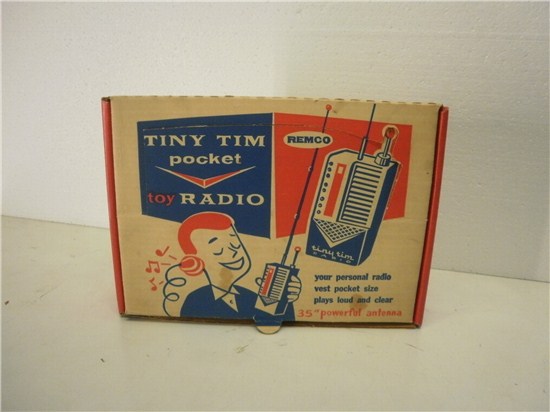 TINY TIM
pocket
toy RADIO
REMCO
tiny tim
RADIO
your personal radio
vest pocket size
plays loud and clear
35" powerful antenna